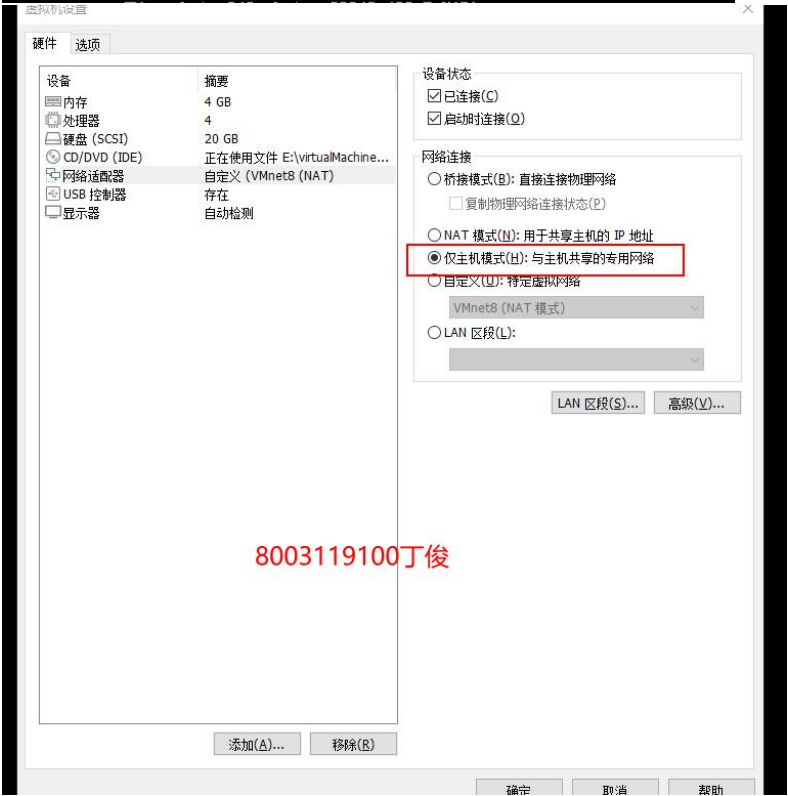 虚拟机设置
硬件 选项
设备 摘要
内存 4 GB
处理器 4
硬盘 (SCSI) 20 GB
CD/DVD (IDE) 正在使用文件 E:\virtualMachine...
网络适配器 自定义 (VMnet8 (NAT)
USB 控制器 存在
显示器 自动检测
添加(A)... 移除(R)
设备状态
已连接(C)
启动时连接(O)
网络连接
桥接模式(B): 直接连接物理网络
复制物理网络连接状态(P)
NAT 模式(N): 用于共享主机的 IP 地址
仅主机模式(H): 与主机共享的专用网络
自定义(U): 特定虚拟网络
VMnet8 (NAT 模式)
LAN 区段(L):
LAN 区段(S)... 高级(V)...
8003119100丁俊
确定 取消 帮助